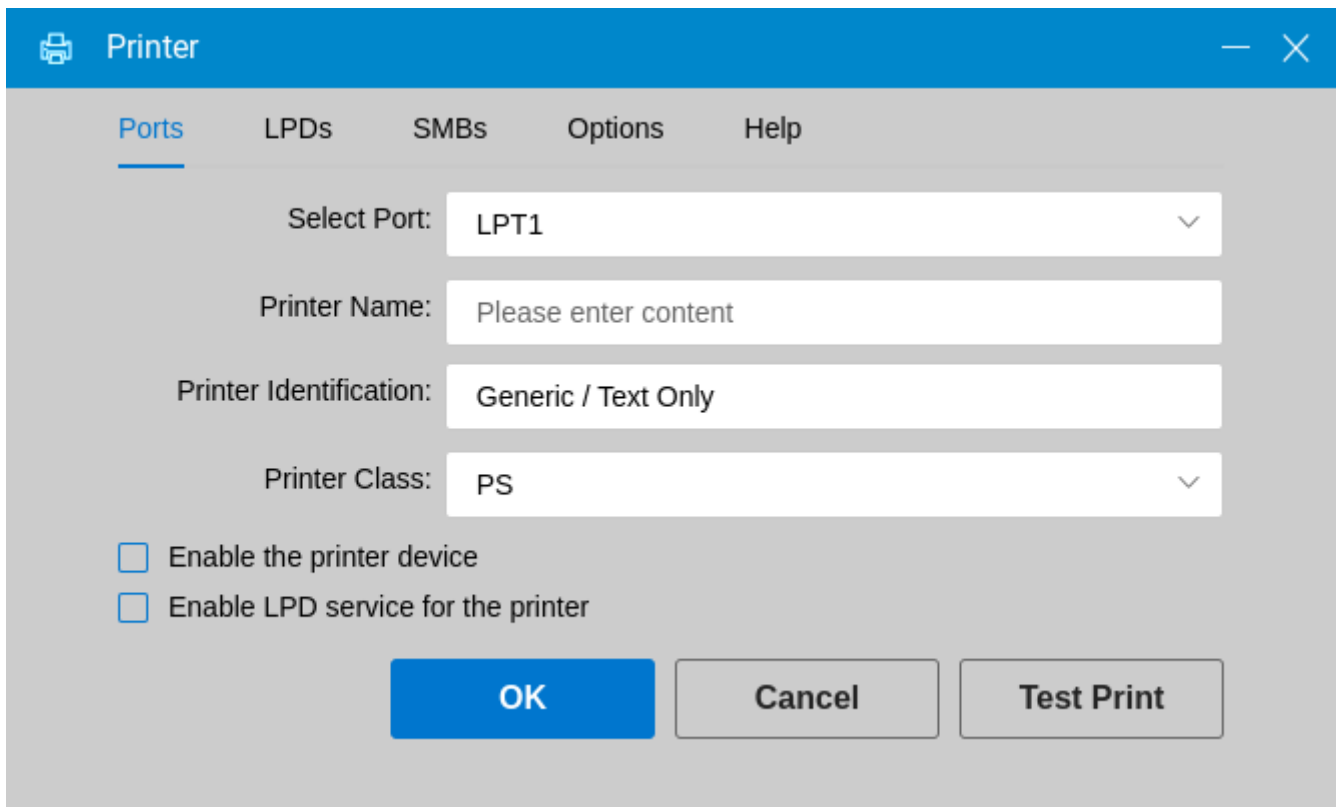 Printer
Ports LPDs SMBs Options Help
Select Port: LPT1
Printer Name: Please enter content
Printer Identification: Generic / Text Only
Printer Class: PS
Enable the printer device
Enable LPD service for the printer
OK Cancel Test Print